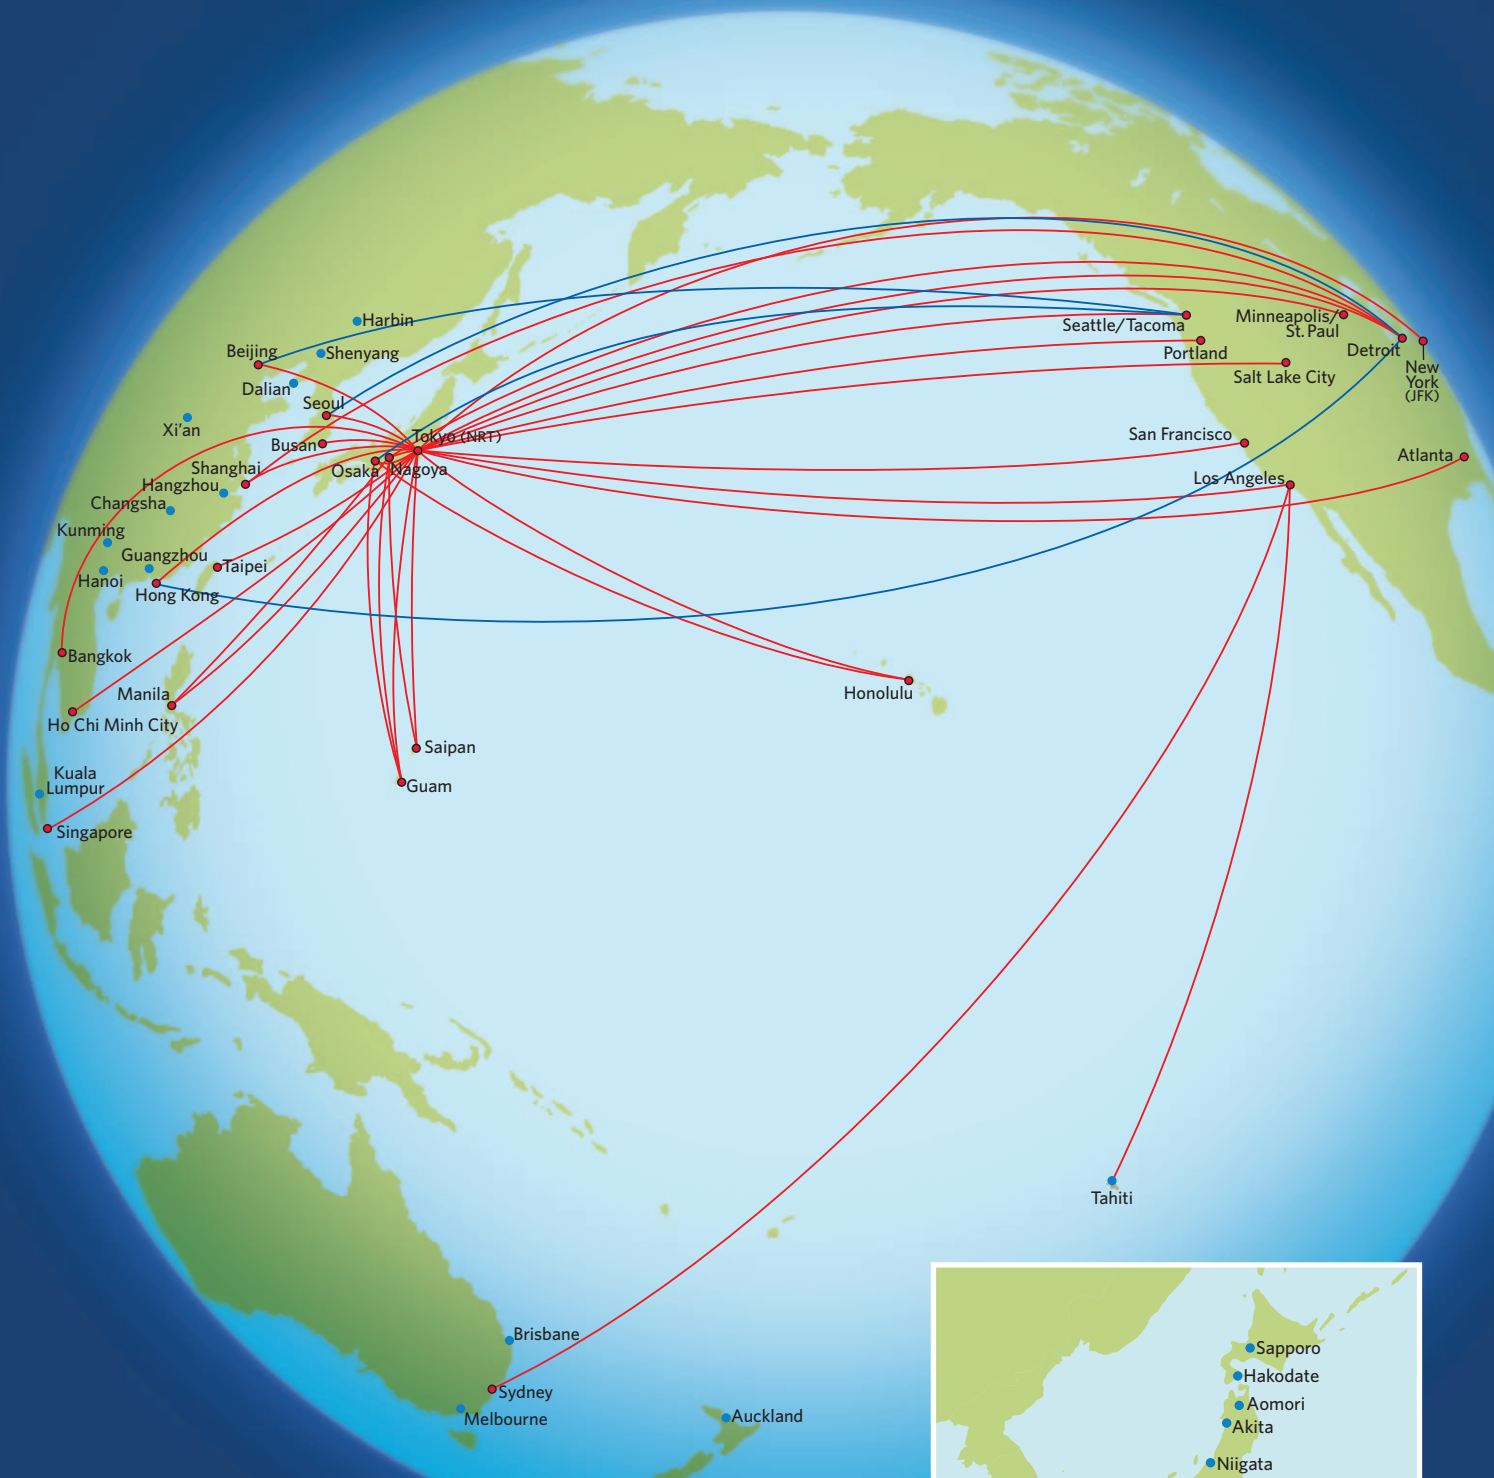 Harbin
Beijing
Shenyang
Dalian
Seoul
Xi'an
Busan
Tokyo (NRT)
Osaka
Nagoya
Shanghai
Hangzhou
Changsha
Kunming
Guangzhou
Hanoi
Taipei
Hong Kong
Bangkok
Manila
Ho Chi Minh City
Kuala
Lumpur
Singapore
Saipan
Guam
Honolulu
Seattle/Tacoma
Portland
Minneapolis/
St. Paul
Detroit
New
York
(JFK)
Salt Lake City
San Francisco
Los Angeles
Atlanta
Tahiti
Brisbane
Sydney
Melbourne
Auckland
Sapporo
Hakodate
Aomori
Akita
Niigata